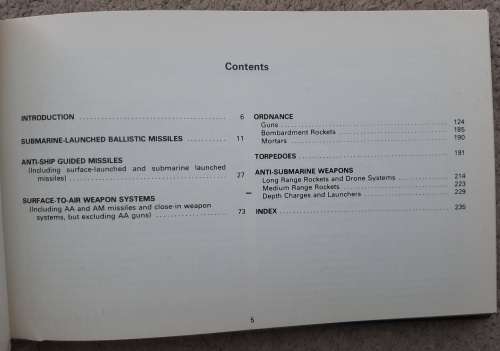 Contents
INTRODUCTION 6
SUBMARINE-LAUNCHED BALLISTIC MISSILES 11
ANTI-SHIP GUIDED MISSILES
(Including surface-launched and submarine launched
missiles) 27
SURFACE-TO-AIR WEAPON SYSTEMS
(Including AA and AM missiles and close-in weapon
systems, but excluding AA guns) 73
ORDNANCE
Guns 124
Bombardment Rockets 185
Mortars 190
TORPEDOES 191
ANTI-SUBMARINE WEAPONS
Long Range Rockets and Drone Systems 214
Medium Range Rockets 223
Depth Charges and Launchers 229
INDEX 235
5